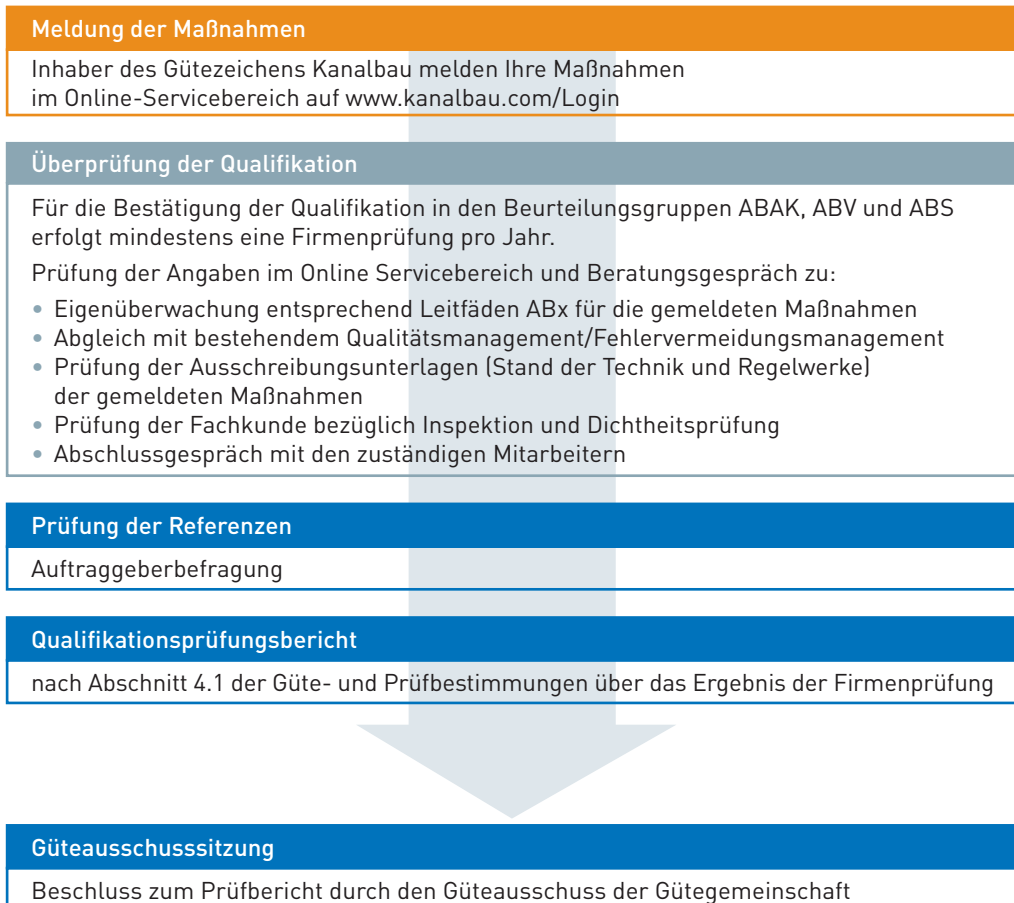 Meldung der Maßnahmen
Inhaber des Gütezeichens Kanalbau melden Ihre Maßnahmen
im Online-Servicebereich auf www.kanalbau.com/Login
Überprüfung der Qualifikation
Für die Bestätigung der Qualifikation in den Beurteilungsgruppen ABAK, ABV und ABS
erfolgt mindestens eine Firmenprüfung pro Jahr.
Prüfung der Angaben im Online Servicebereich und Beratungsgespräch zu:
• Eigenüberwachung entsprechend Leitfäden ABx für die gemeldeten Maßnahmen
• Abgleich mit bestehendem Qualitätsmanagement/Fehlervermeidungsmanagement
• Prüfung der Ausschreibungsunterlagen (Stand der Technik und Regelwerke)
der gemeldeten Maßnahmen
• Prüfung der Fachkunde bezüglich Inspektion und Dichtheitsprüfung
• Abschlussgespräch mit den zuständigen Mitarbeitern
Prüfung der Referenzen
Auftraggeberbefragung
Qualifikationsprüfungsbericht
nach Abschnitt 4.1 der Güte- und Prüfbestimmungen über das Ergebnis der Firmenprüfung
Güteausschusssitzung
Beschluss zum Prüfbericht durch den Güteausschuss der Gütegemeinschaft